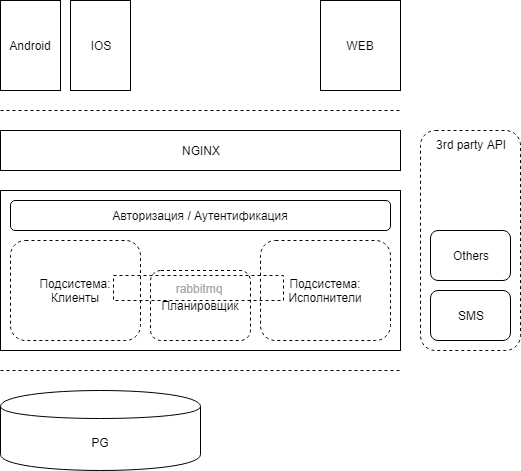 Android
IOS
WEB
NGINX
3rd party API
Авторизация / Аутентификация
Подсистема:
Клиенты
rabbitmq
Планировщик
Подсистема:
Исполнители
Others
SMS
PG